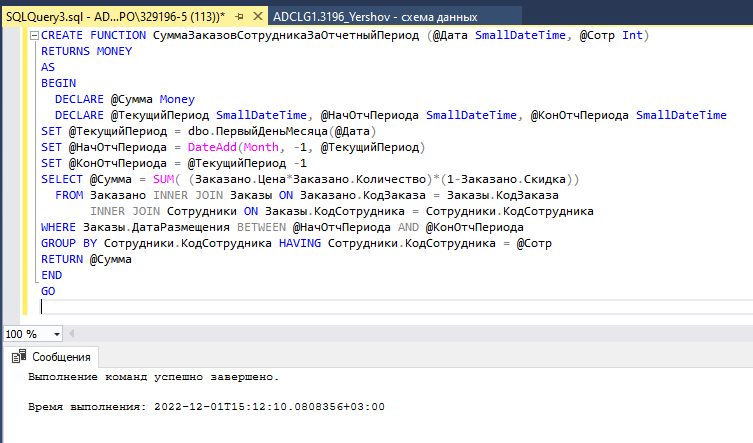 SQLQuery3.sql - AD...PO\329196-5 (113))* ADCLG1.3196_Yershov - схема данных
CREATE FUNCTION СуммаЗаказовСотрудникаЗаОтчетныйПериод (@Дата SmallDateTime, @Сотр Int)
RETURNS MONEY
AS
BEGIN
DECLARE @Сумма Money
DECLARE @ТекущийПериод SmallDateTime, @НачОтчПериода SmallDateTime, @КонОтчПериода SmallDateTime
SET @ТекущийПериод = dbo.ПервыйДеньМесяца(@Дата)
SET @НачОтчПериода = DateAdd(Month, -1, @ТекущийПериод)
SET @КонОтчПериода = @ТекущийПериод -1
SELECT @Сумма = SUM( (Заказано.Цена*Заказано.Количество)*(1-Заказано.Скидка))
FROM Заказано INNER JOIN Заказы ON Заказано.КодЗаказа = Заказы.КодЗаказа
INNER JOIN Сотрудники ON Заказы.КодСотрудника = Сотрудники.КодСотрудника
WHERE Заказы.ДатаРазмещения BETWEEN @НачОтчПериода AND @КонОтчПериода
GROUP BY Сотрудники.КодСотрудника HAVING Сотрудники.КодСотрудника = @Сотр
RETURN @Сумма
END
GO
100 %
Сообщения
Выполнение команд успешно завершено.
Время выполнения: 2022-12-01T15:12:10.0808356+03:00